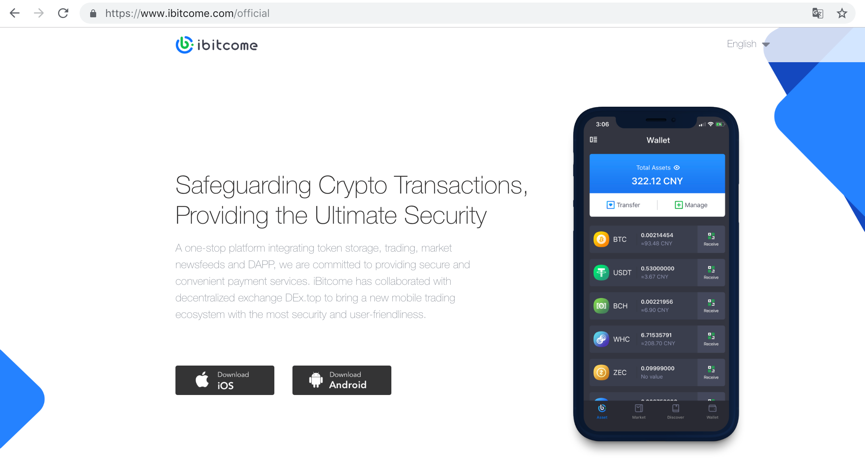 https://www.ibitcome.com/official
ibitcome
English
Safeguarding Crypto Transactions,
Providing the Ultimate Security
A one-stop platform integrating token storage, trading, market
newsfeeds and DAPP, we are committed to providing secure and
convenient payment services. iBitcome has collaborated with
decentralized exchange DEx.top to bring a new mobile trading
ecosystem with the most security and user-friendliness.
Download
iOS
Download
Android
3:06
Wallet
Total Assets
322.12 CNY
Transfer
Manage
BTC
0.00214454
≈83.46 CNY
Receive
USDT
0.53000000
≈3.67 CNY
Receive
BCH
0.00221956
≈6.80 CNY
Receive
WHC
6.71535791
≈208.70 CNY
Receive
ZEC
0.09999000
No value
Receive
Market
Discover
Wallet